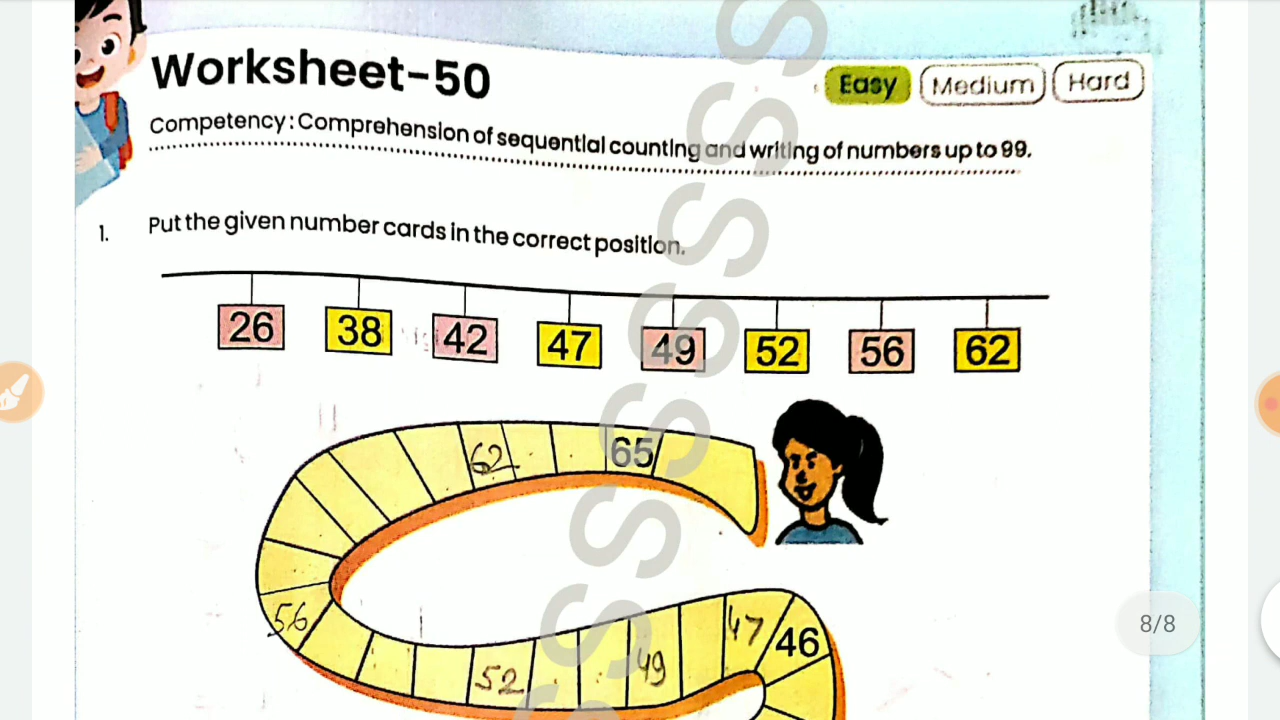 Worksheet-50
Easy Medium Hard
Competency : Comprehension of sequential counting and writing of numbers up to 99.
1. Put the given number cards in the correct position.
26 38 42 47 49 52 56 62
62 65
56 52 49 47 46
8/8
SSSSSSS